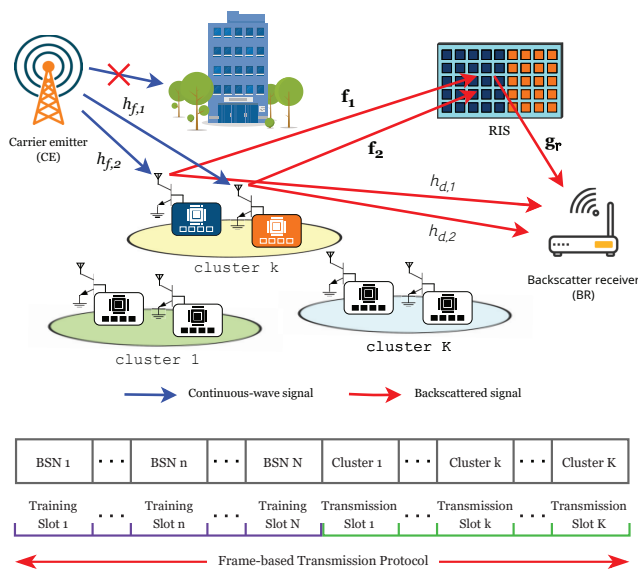 h_{f,1}
h_{f,2}
Carrier emitter
(CE)
f₁
f₂
RIS
g_r
h_{d,1}
h_{d,2}
Backscatter receiver
(BR)
cluster k
cluster 1
cluster K
Continuous-wave signal
Backscattered signal
BSN 1 ... BSN n ... BSN N Cluster 1 ... Cluster k ... Cluster K
Training ... Training ... Training Transmission ... Transmission ... Transmission
Slot 1 Slot n Slot N Slot 1 Slot k Slot K
Frame-based Transmission Protocol